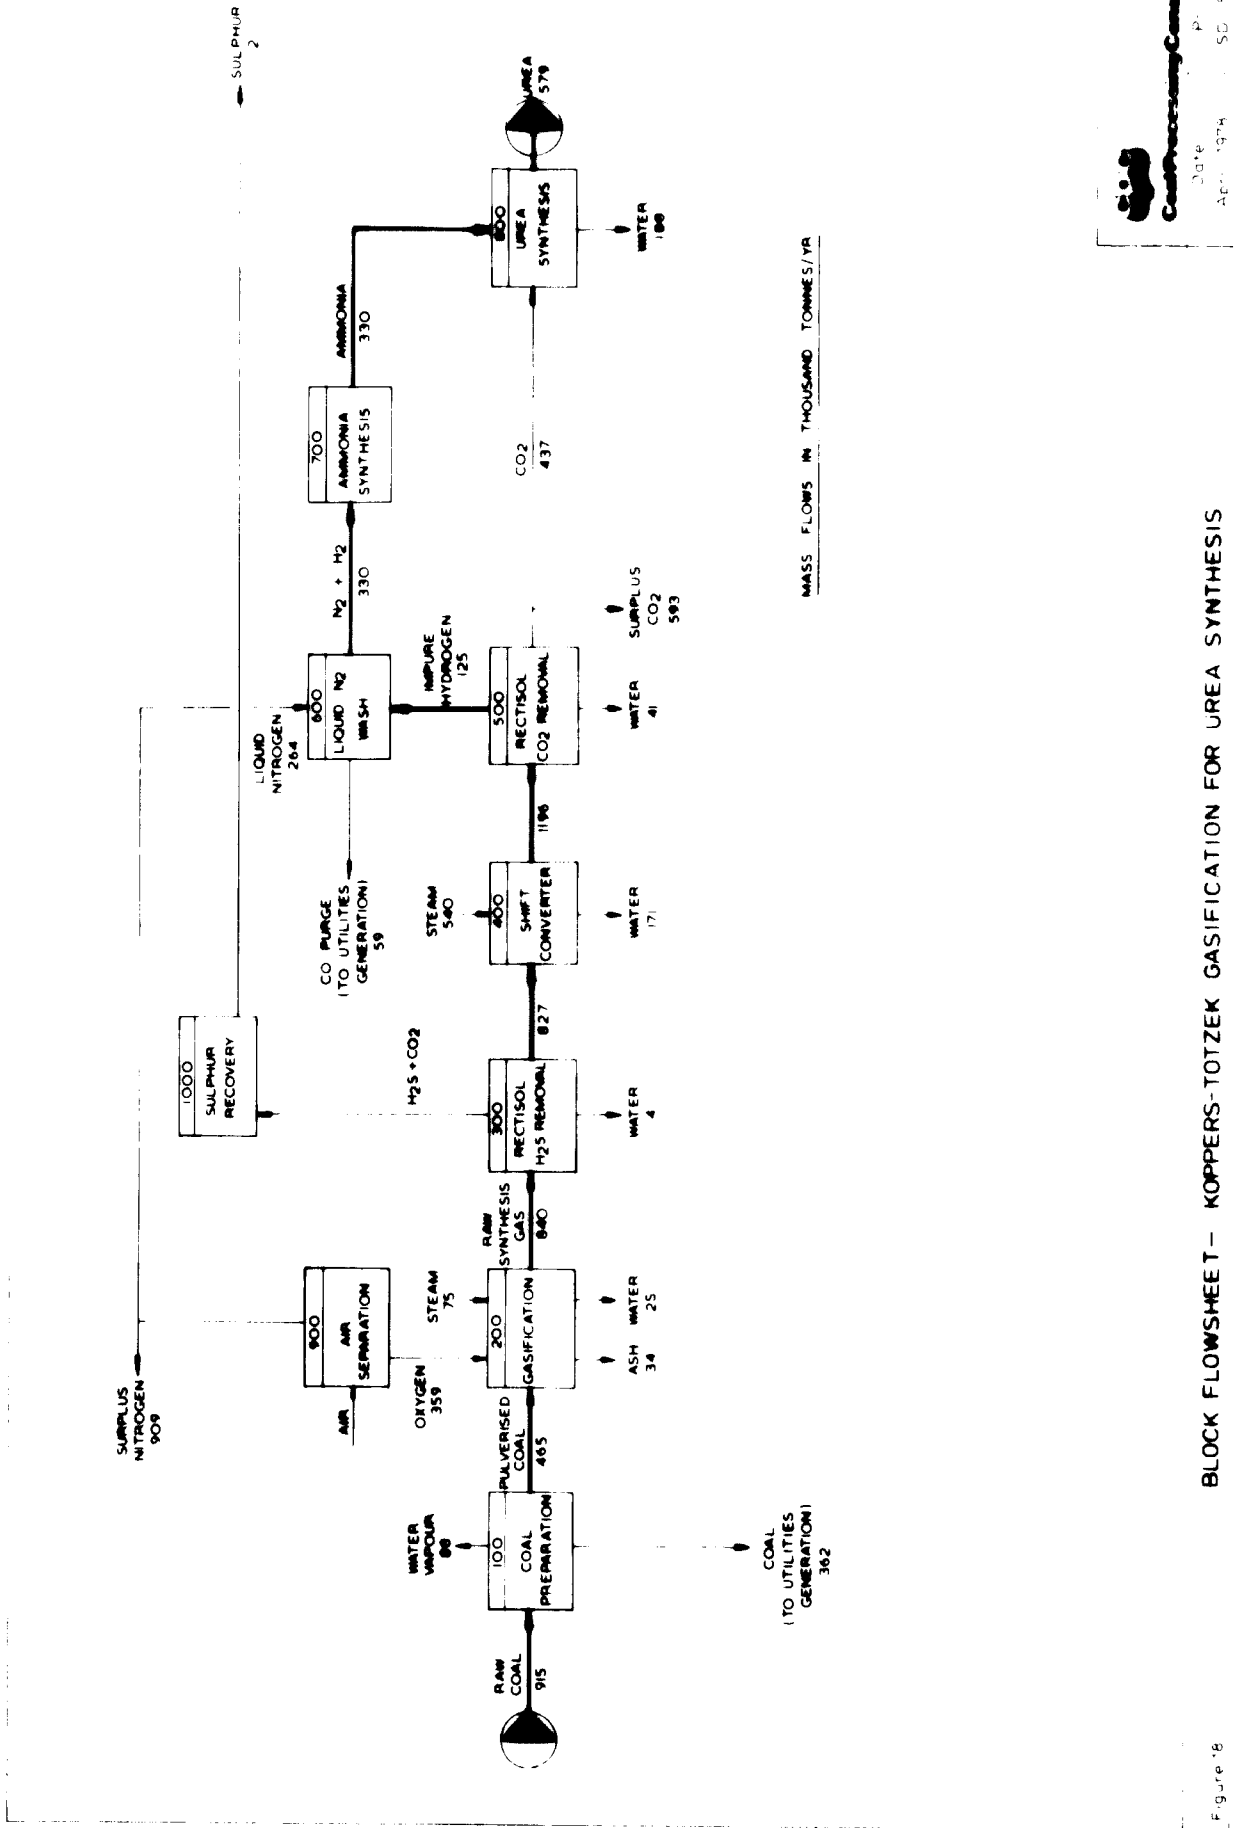 SULPHUR
2
SURPLUS
NITROGEN
909
1000
SULPHUR
RECOVERY
LIQUID
NITROGEN
264
AIR
900
AIR
SEPARATION
CO PURGE
(TO UTILITIES
GENERATION)
59
600
LIQUID N2
WASH
N2 + H2
330
700
AMMONIA
SYNTHESIS
AMMONIA
330
WATER
VAPOUR
88
OXYGEN
359
STEAM
75
H2S + CO2
STEAM
540
IMPURE
HYDROGEN
125
RAW
COAL
915
100
COAL
PREPARATION
PULVERISED
COAL
465
200
GASIFICATION
RAW
SYNTHESIS
GAS
840
300
RECTISOL
H2S REMOVAL
827
400
SHIFT
CONVERTER
1196
500
RECTISOL
CO2 REMOVAL
CO2
437
800
UREA
SYNTHESIS
UREA
579
COAL
(TO UTILITIES
GENERATION)
362
ASH
34
WATER
25
WATER
4
WATER
171
WATER
41
SURPLUS
CO2
593
WATER
188
MASS FLOWS IN THOUSAND TONNES/YR
BLOCK FLOWSHEET - KOPPERS-TOTZEK GASIFICATION FOR UREA SYNTHESIS
Figure 18
Date
1978